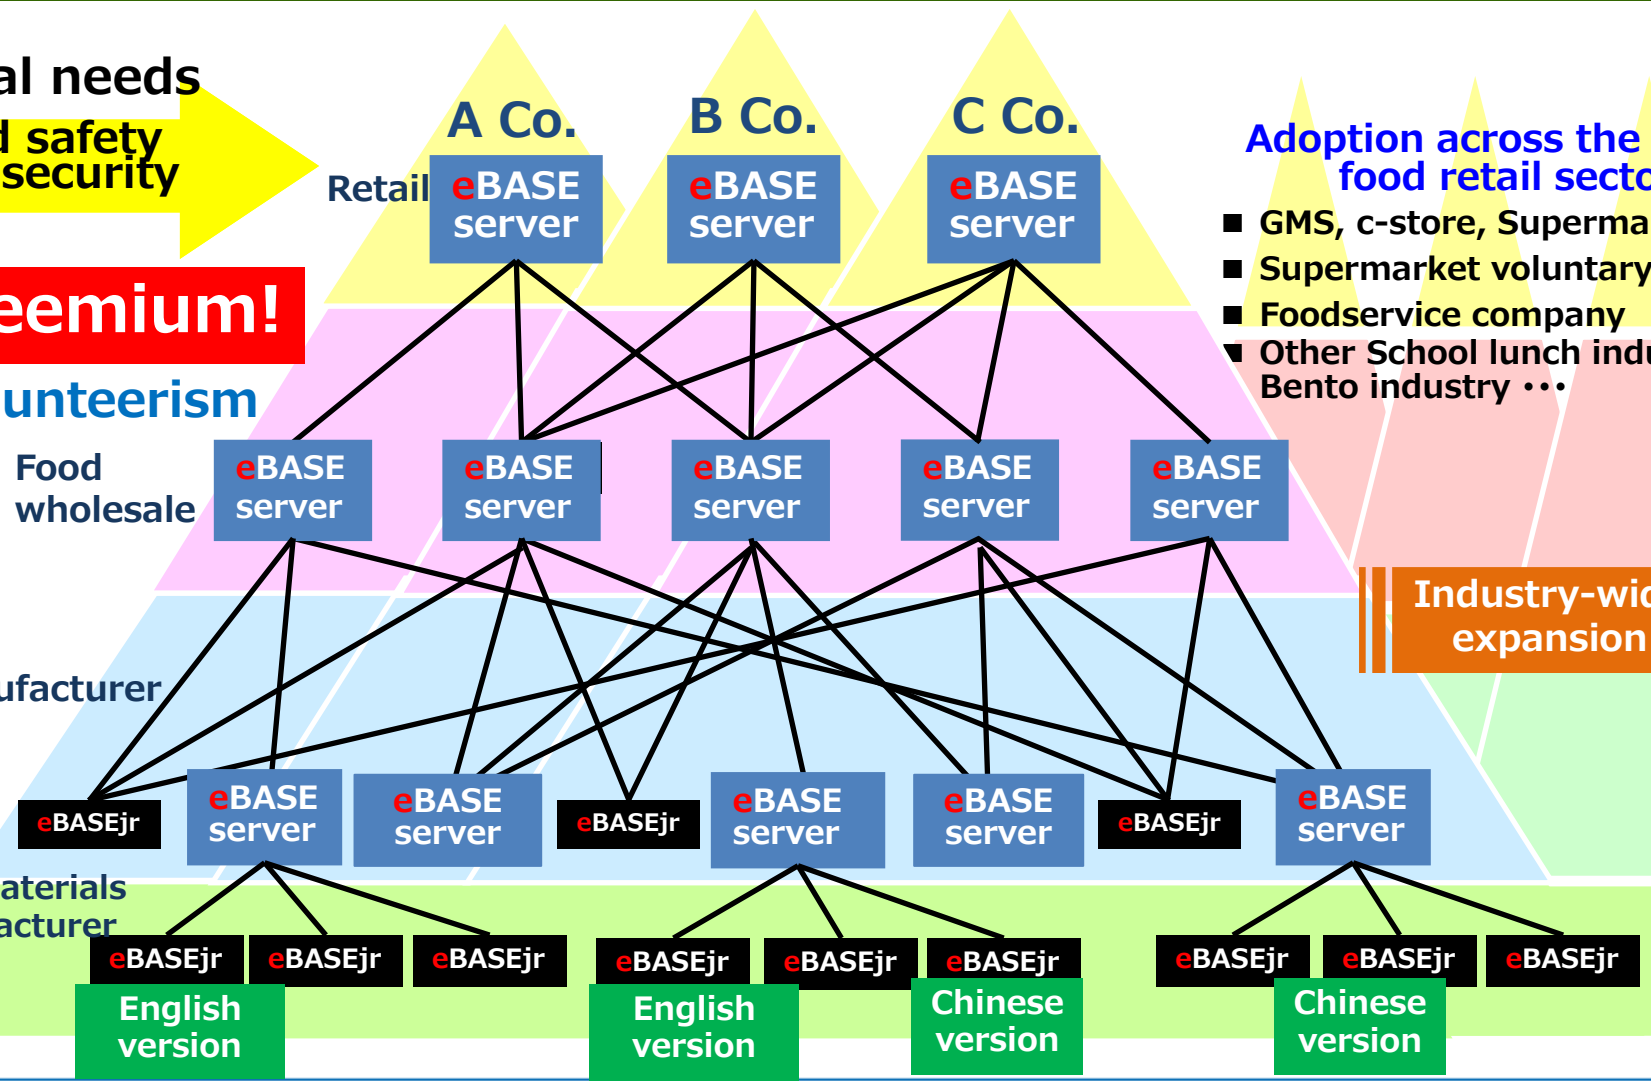 al needs
d safety
security
eemium!
unteerism
A Co.
B Co.
C Co.
Retail
eBASE
server
eBASE
server
eBASE
server
Adoption across the
food retail secto
■ GMS, c-store, Superma
■ Supermarket voluntary
■ Foodservice company
■ Other School lunch indu
Bento industry ･･･
Food
wholesale
eBASE
server
eBASE
server
eBASE
server
eBASE
server
eBASE
server
Industry-wid
expansion
ufacturer
eBASEjr
eBASE
server
eBASE
server
eBASEjr
eBASE
server
eBASE
server
eBASEjr
eBASE
server
aterials
acturer
eBASEjr
eBASEjr
eBASEjr
eBASEjr
eBASEjr
eBASEjr
eBASEjr
eBASEjr
eBASEjr
English
version
English
version
Chinese
version
Chinese
version